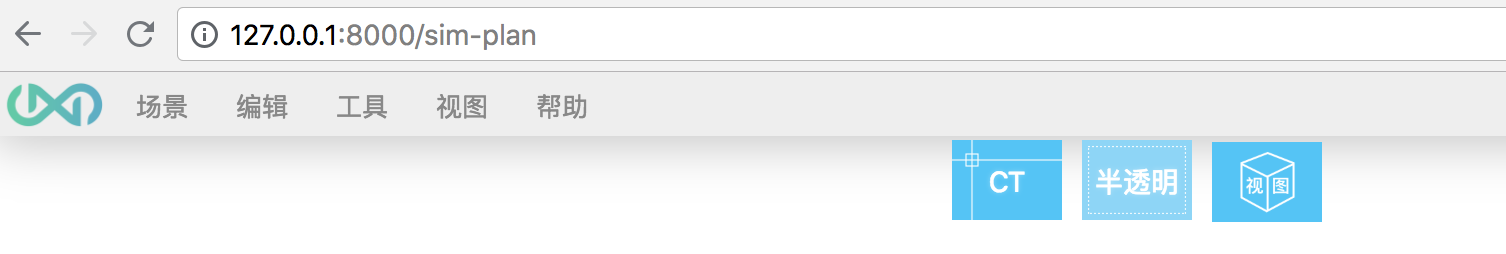 127.0.0.1:8000/sim-plan
场景 编辑 工具 视图 帮助
CT 半透明 视图